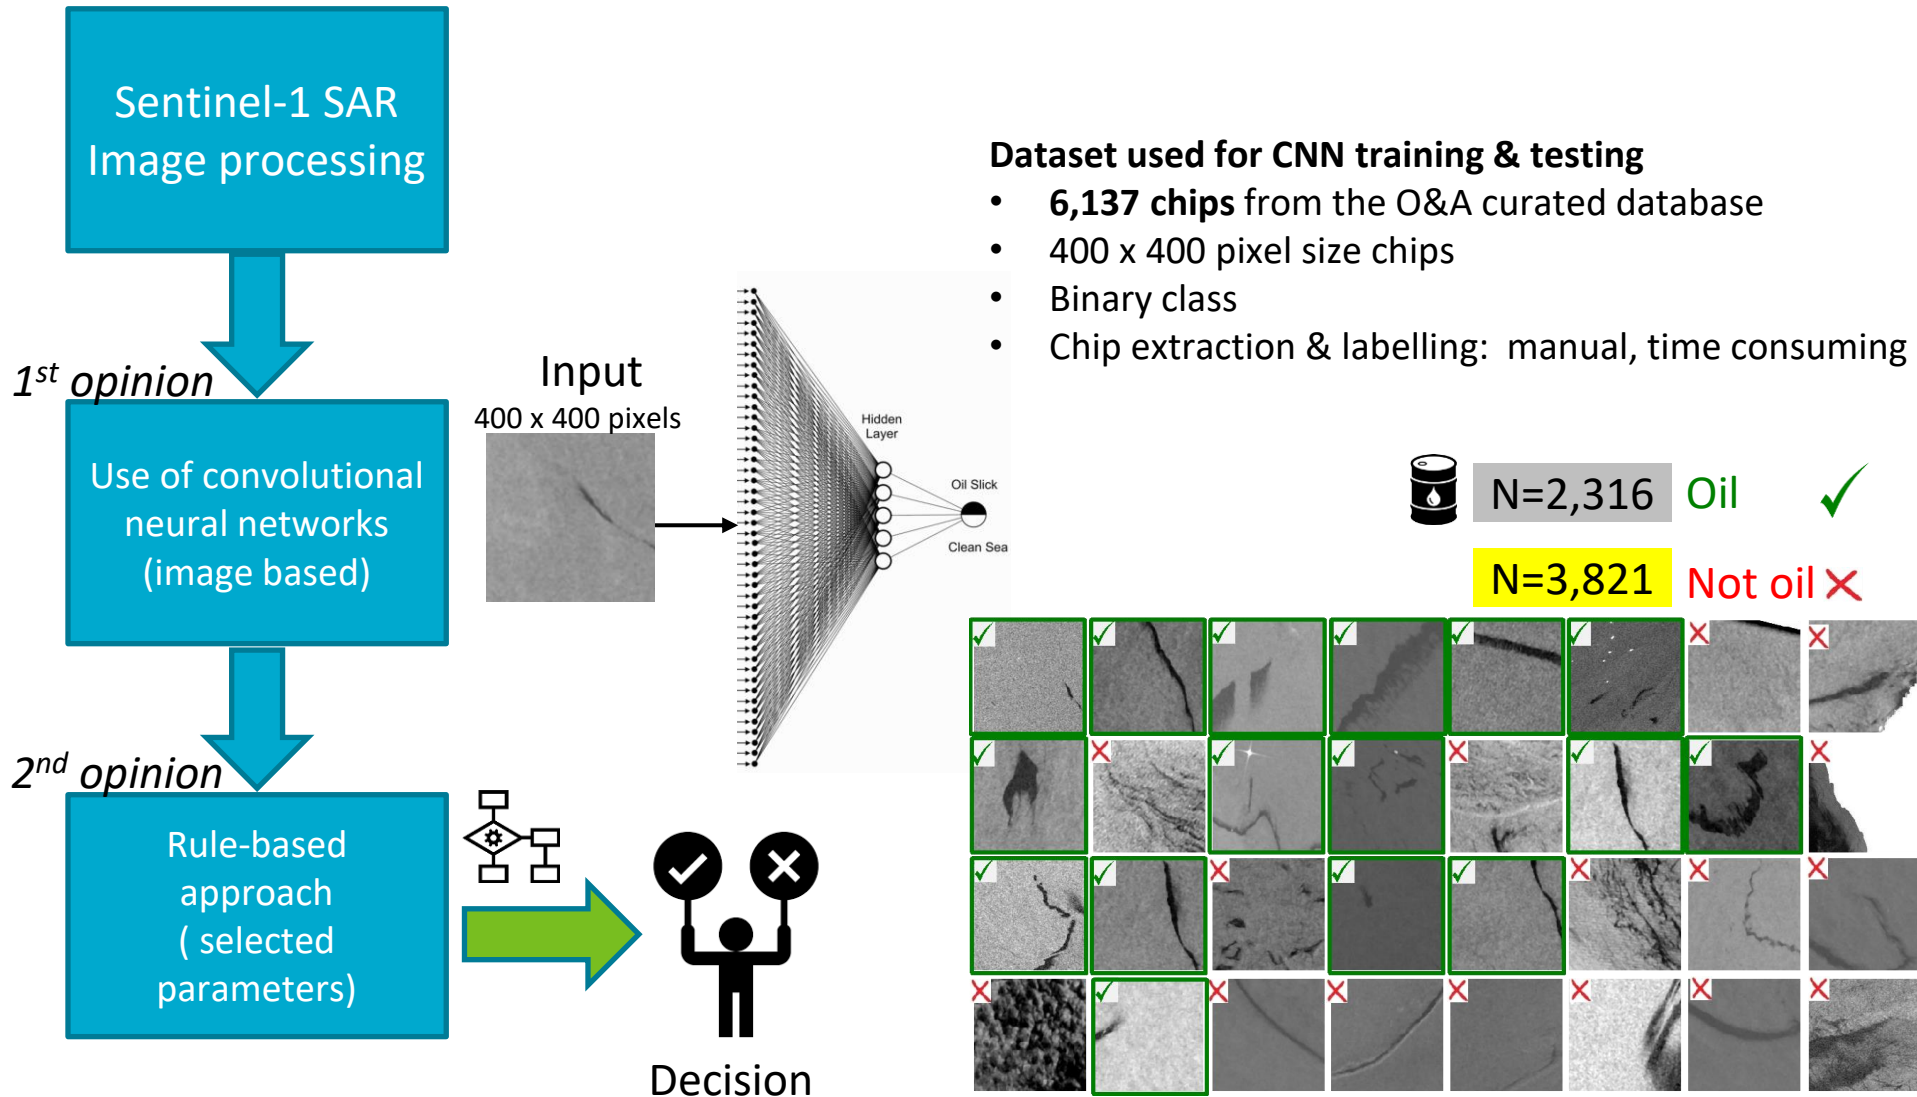 Sentinel-1 SAR
Image processing
1st opinion
Use of convolutional
neural networks
(image based)
2nd opinion
Rule-based
approach
( selected
parameters)
Input
400 x 400 pixels
Hidden
Layer
Oil Slick
Clean Sea
Decision
Dataset used for CNN training & testing
• 6,137 chips from the O&A curated database
• 400 x 400 pixel size chips
• Binary class
• Chip extraction & labelling: manual, time consuming
N=2,316 Oil
N=3,821 Not oil